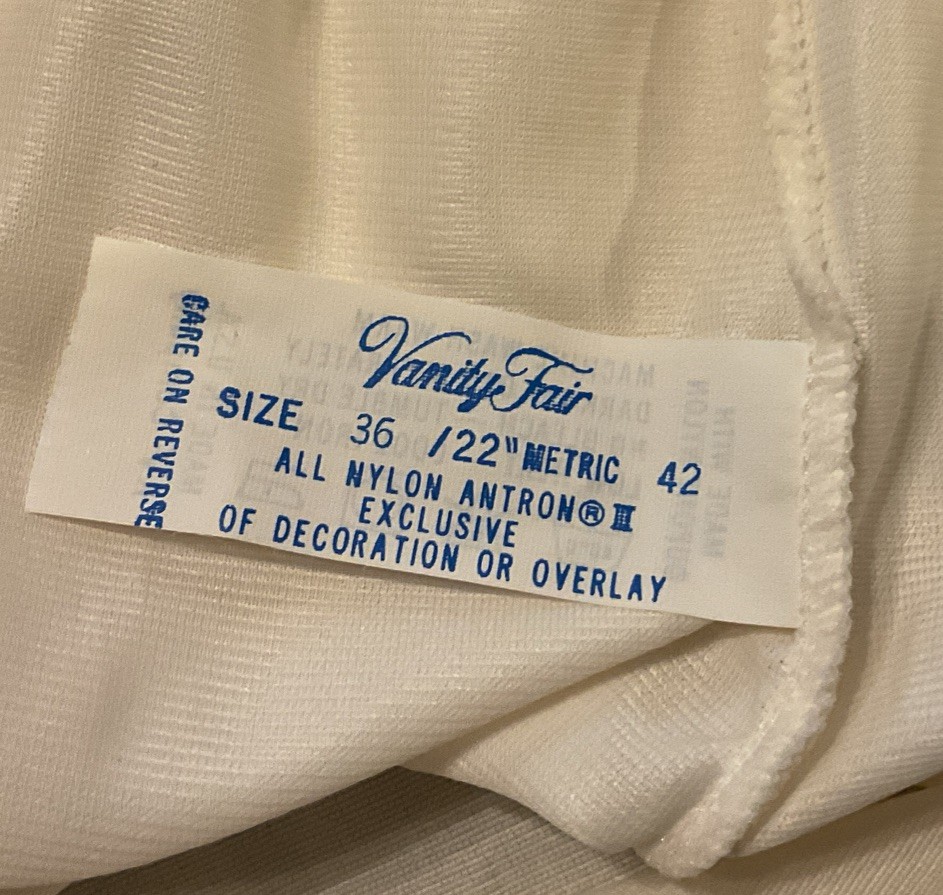 Vanity Fair
SIZE 36 /22" METRIC 42
ALL NYLON ANTRON® III
EXCLUSIVE
OF DECORATION OR OVERLAY
CARE ON REVERSE